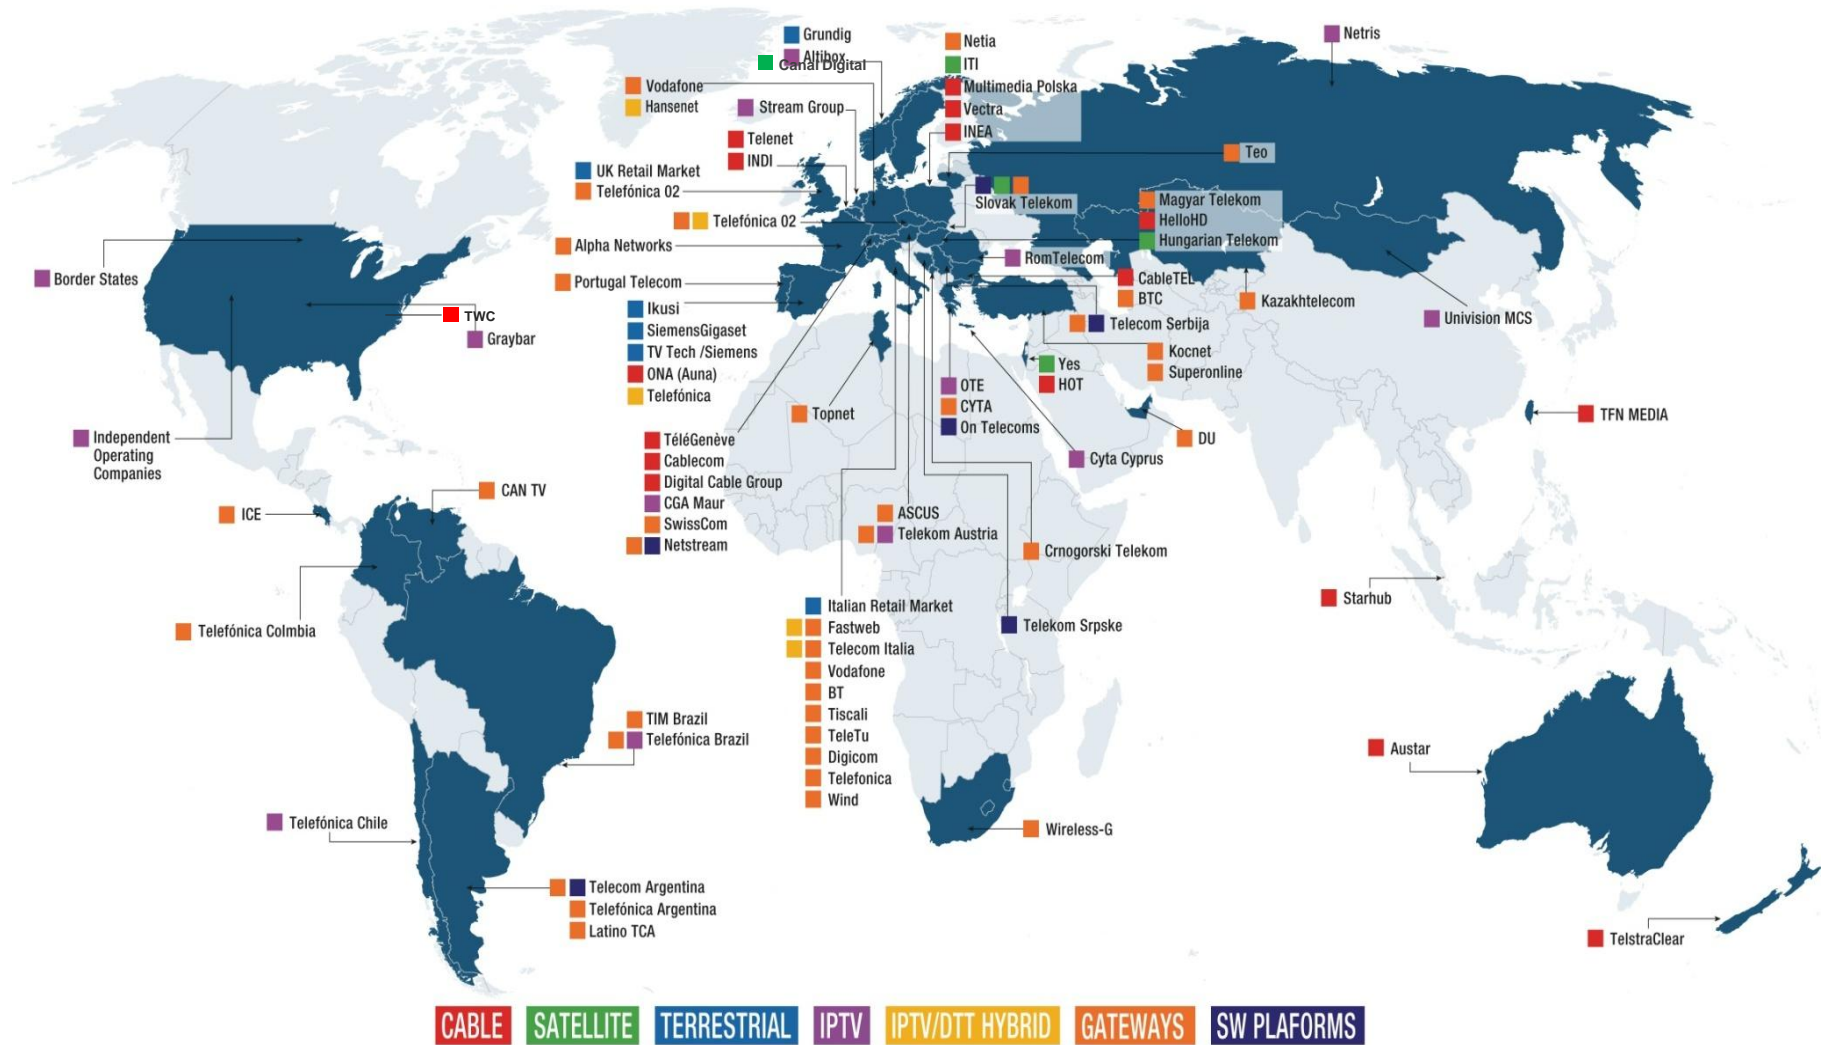 Grundig
Altibox
Canal Digital
Netia
ITI
Multimedia Polska
Vectra
INEA
Netris
Vodafone
Hansenet
Stream Group
Telenet
INDI
Teo
UK Retail Market
Telefónica 02
Slovak Telekom
Magyar Telekom
HelloHD
Hungarian Telekom
Telefónica 02
Alpha Networks
RomTelecom
Border States
Portugal Telecom
CableTEL
BTC
Kazakhtelecom
Univision MCS
TWC
Graybar
Ikusi
SiemensGigaset
TV Tech /Siemens
ONA (Auna)
Telefónica
Telecom Serbija
Kocnet
Superonline
Yes
HOT
OTE
CYTA
On Telecoms
Topnet
TFN MEDIA
DU
Cyta Cyprus
Independent
Operating
Companies
TéléGenève
Cablecom
Digital Cable Group
CGA Maur
SwissCom
Netstream
CAN TV
ICE
ASCUS
Telekom Austria
Crnogorski Telekom
Starhub
Telefónica Colmbia
Italian Retail Market
Fastweb
Telecom Italia
Vodafone
BT
Tiscali
TeleTu
Digicom
Telefonica
Wind
Telekom Srpske
TIM Brazil
Telefónica Brazil
Austar
Telefónica Chile
Wireless-G
Telecom Argentina
Telefónica Argentina
Latino TCA
TelstraClear
CABLE SATELLITE TERRESTRIAL IPTV IPTV/DTT HYBRID GATEWAYS SW PLAFORMS